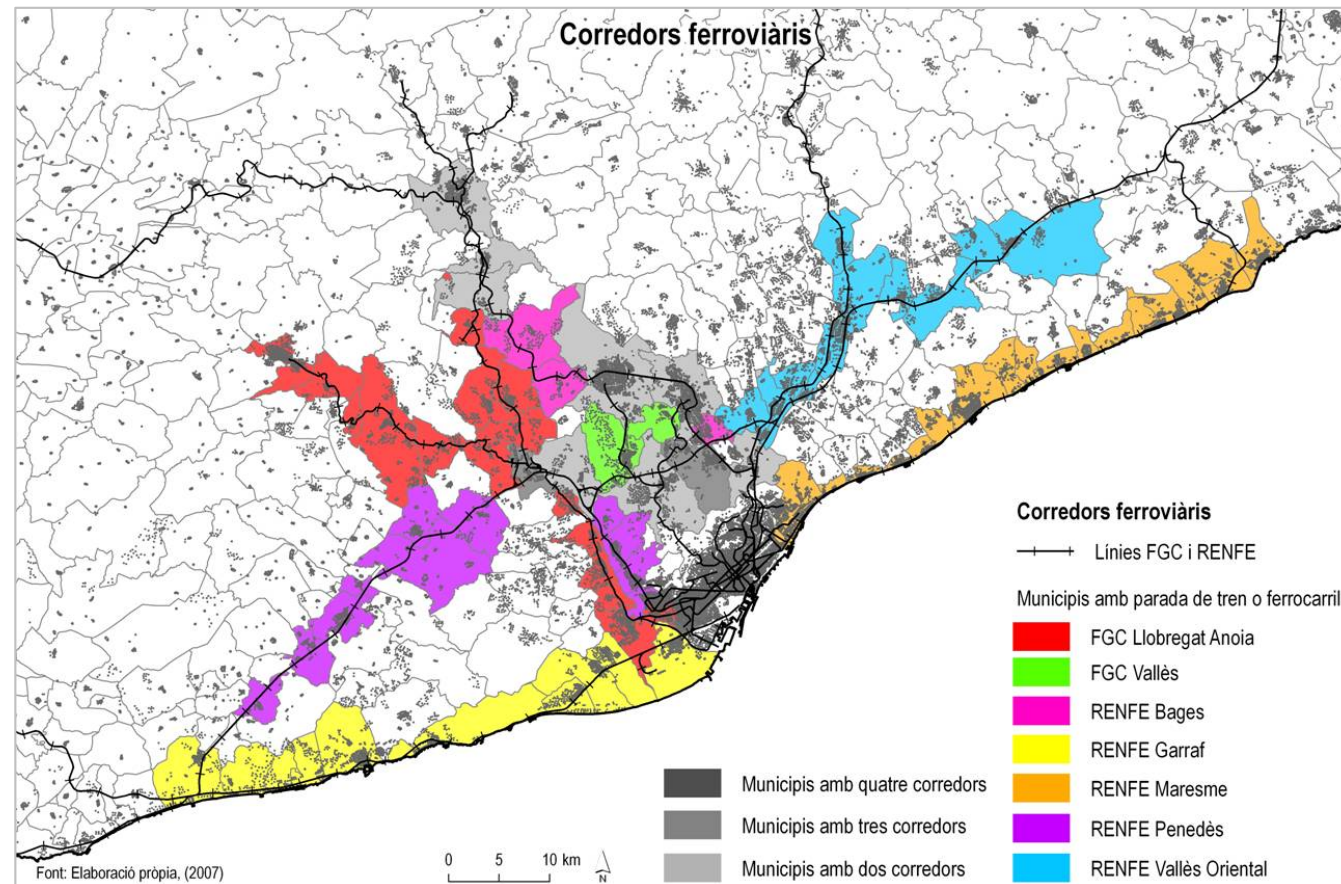 Corredors ferroviàris
Corredors ferroviàris
Línies FGC i RENFE
Municipis amb parada de tren o ferrocarril
FGC Llobregat Anoia
FGC Vallès
RENFE Bages
RENFE Garraf
RENFE Maresme
RENFE Penedès
RENFE Vallès Oriental
Municipis amb quatre corredors
Municipis amb tres corredors
Municipis amb dos corredors
0 5 10 km
N
Font: Elaboració pròpia, (2007)